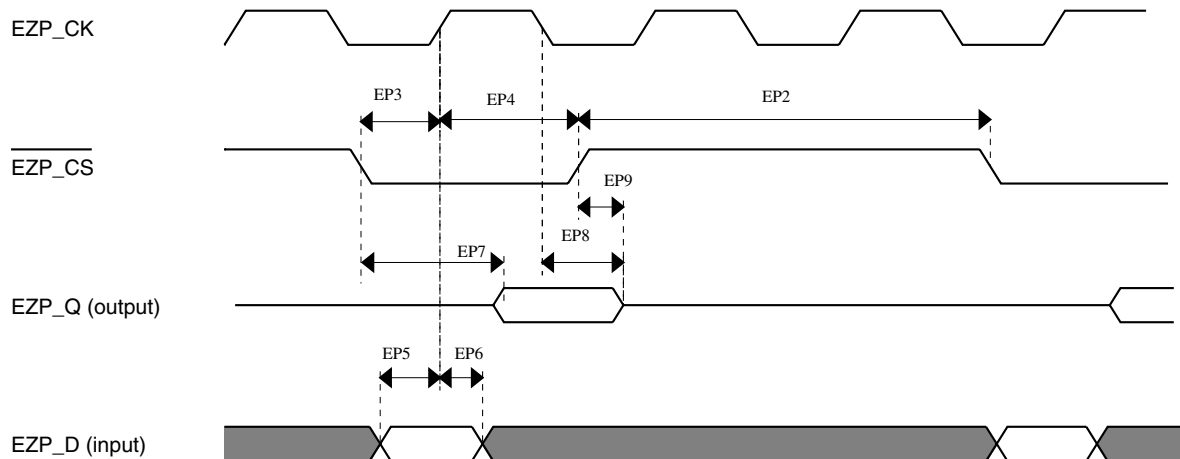 EZP_CK
EP3
EP4
EP2
EZP_CS
EP9
EP8
EP7
EZP_Q (output)
EP5
EP6
EZP_D (input)